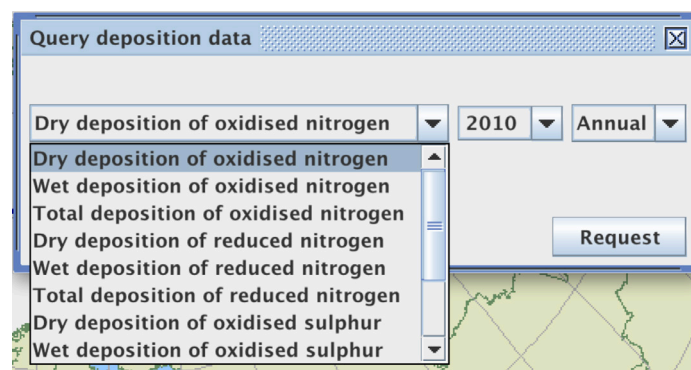 Query deposition data
Dry deposition of oxidised nitrogen 2010 Annual
Dry deposition of oxidised nitrogen
Wet deposition of oxidised nitrogen
Total deposition of oxidised nitrogen
Dry deposition of reduced nitrogen
Wet deposition of reduced nitrogen
Total deposition of reduced nitrogen
Dry deposition of oxidised sulphur
Wet deposition of oxidised sulphur
Request